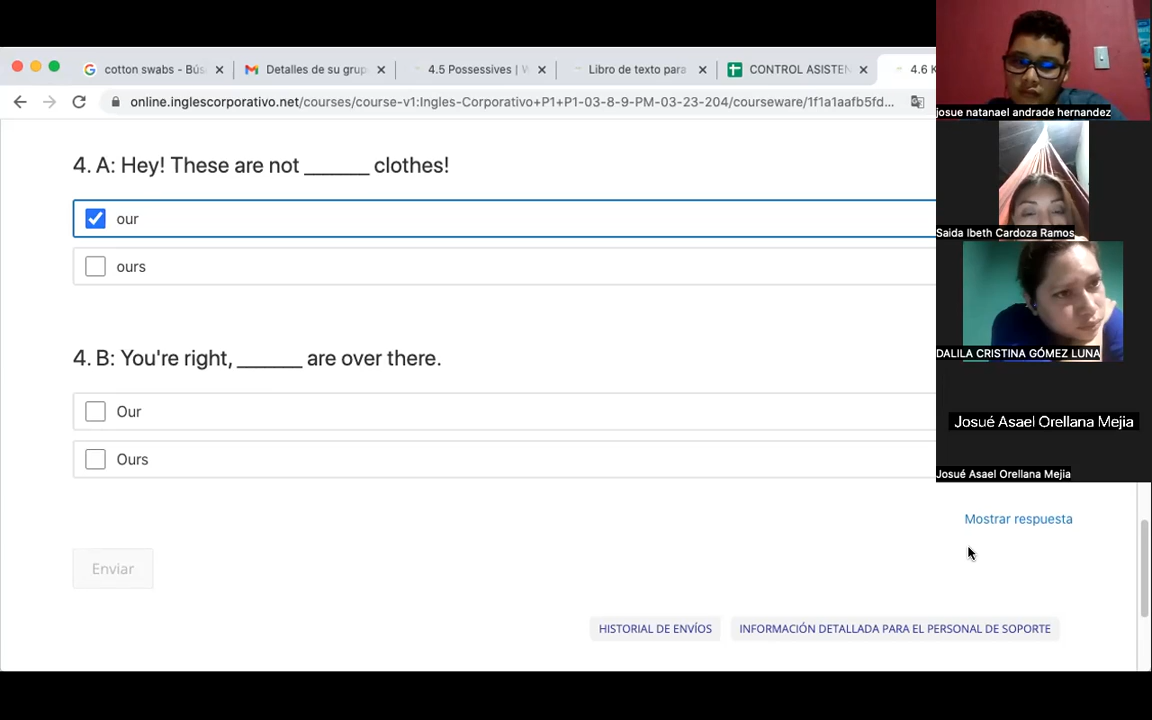 cotton swabs - Bús
Detalles de su grup
4.5 Possessives | W
Libro de texto para
CONTROL ASISTEN
4.6 K
online.inglescorporativo.net/courses/course-v1:Ingles-Corporativo+P1+P1-03-8-9-PM-03-23-204/courseware/1f1a1aafb5fd...
josue natanael andrade hernandez
4. A: Hey! These are not _______ clothes!
our
ours
Saida Ibeth Cardoza Ramos
4. B: You're right, _______ are over there.
DALILA CRISTINA GÓMEZ LUNA
Our
Ours
Josué Asael Orellana Mejia
Josué Asael Orellana Mejia
Mostrar respuesta
Enviar
HISTORIAL DE ENVÍOS
INFORMACIÓN DETALLADA PARA EL PERSONAL DE SOPORTE